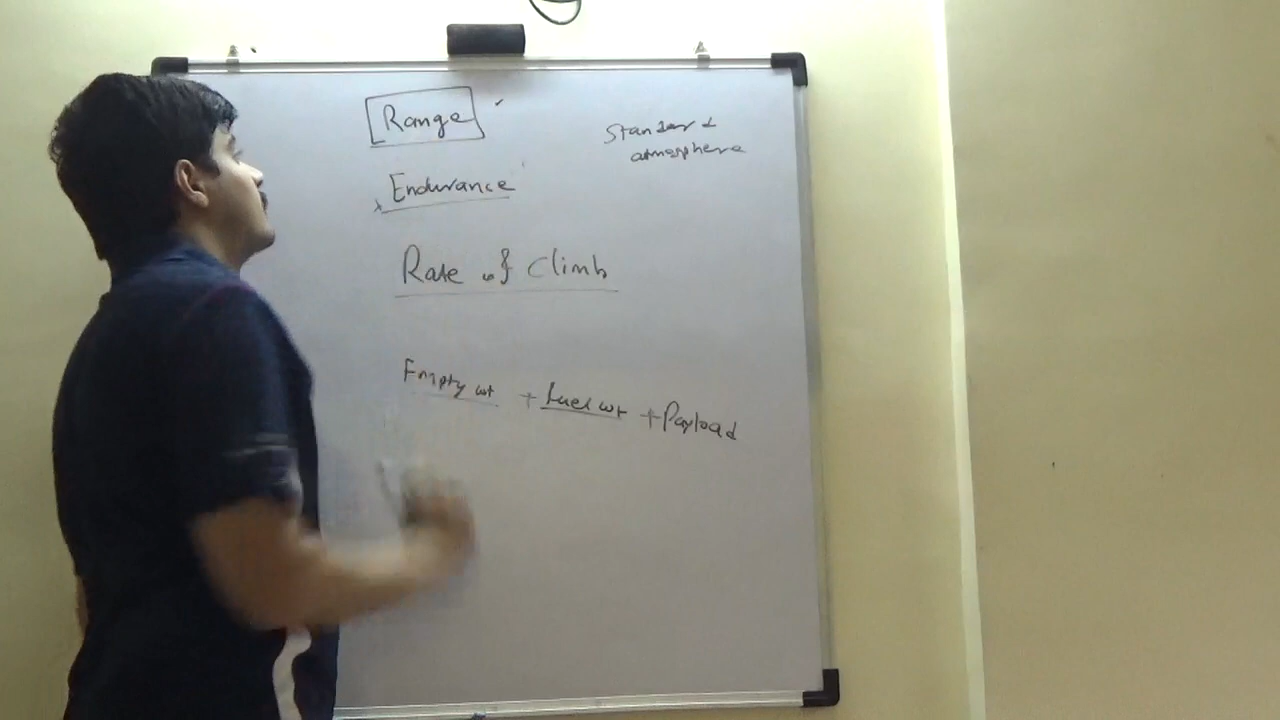 Range
Standard
atmosphere
Endurance
Rate of Climb
Empty wt + fuel wt + Payload